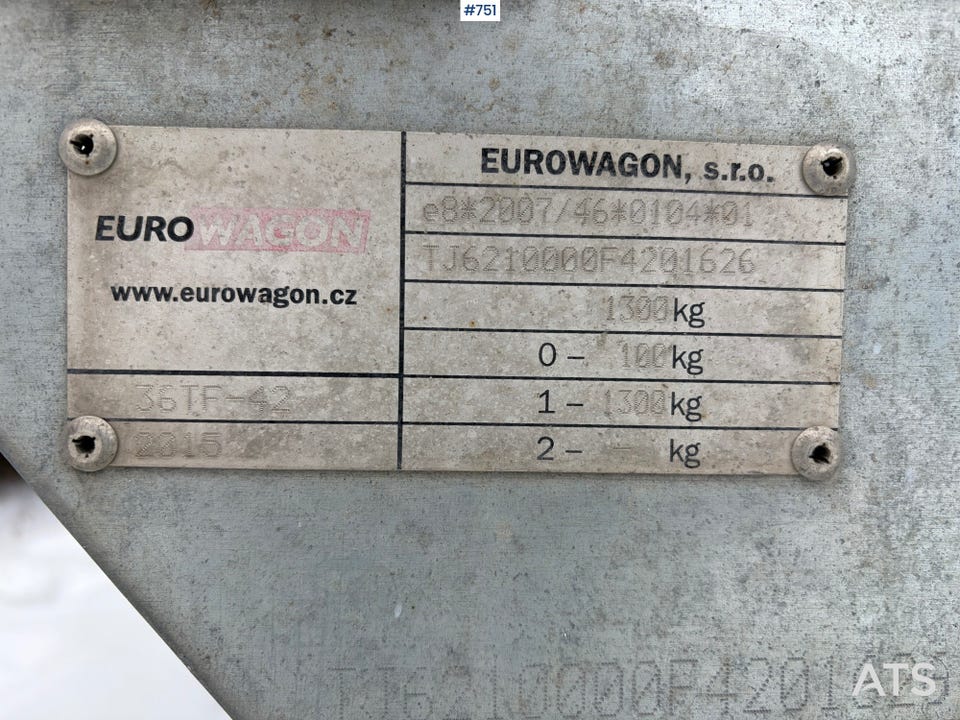 #751
EUROWAGON, s.r.o.
e8*2007/46*0104*01
EUROWAGON
TJ6210000F4201626
www.eurowagon.cz
1300kg
0- 100kg
36TF-42
1- 1300kg
2015
2- - kg
TJ6210000F4201626
ATS